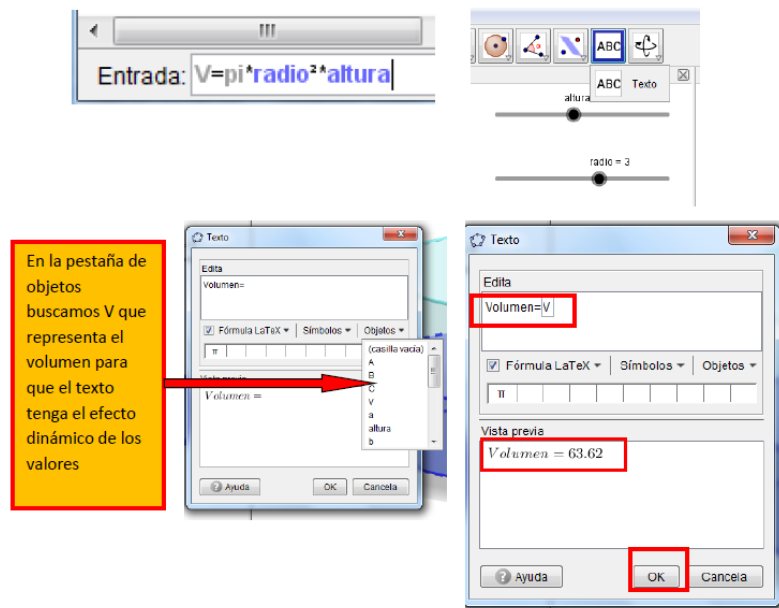 Entrada: V=pi*radio²*altura
ABC
ABC Texto
altura
radio = 3
En la pestaña de
objetos
buscamos V que
representa el
volumen para
que el texto
tenga el efecto
dinámico de los
valores
Texto
Edita
Volumen=
Fórmula LaTeX Símbolos Objetos
π
(casilla vacía)
A
B
C
V
a
altura
b
Vista previa
Volumen =
Ayuda OK Cancela
Texto
Edita
Volumen=V
Fórmula LaTeX Símbolos Objetos
π
Vista previa
Volumen = 63.62
Ayuda OK Cancela